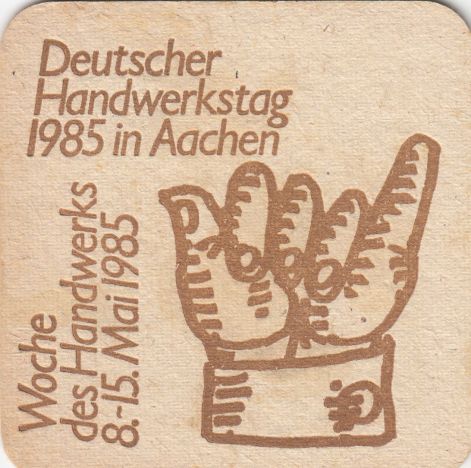 Deutscher
Handwerkstag
1985 in Aachen
Woche
des Handwerks
8.-15. Mai 1985